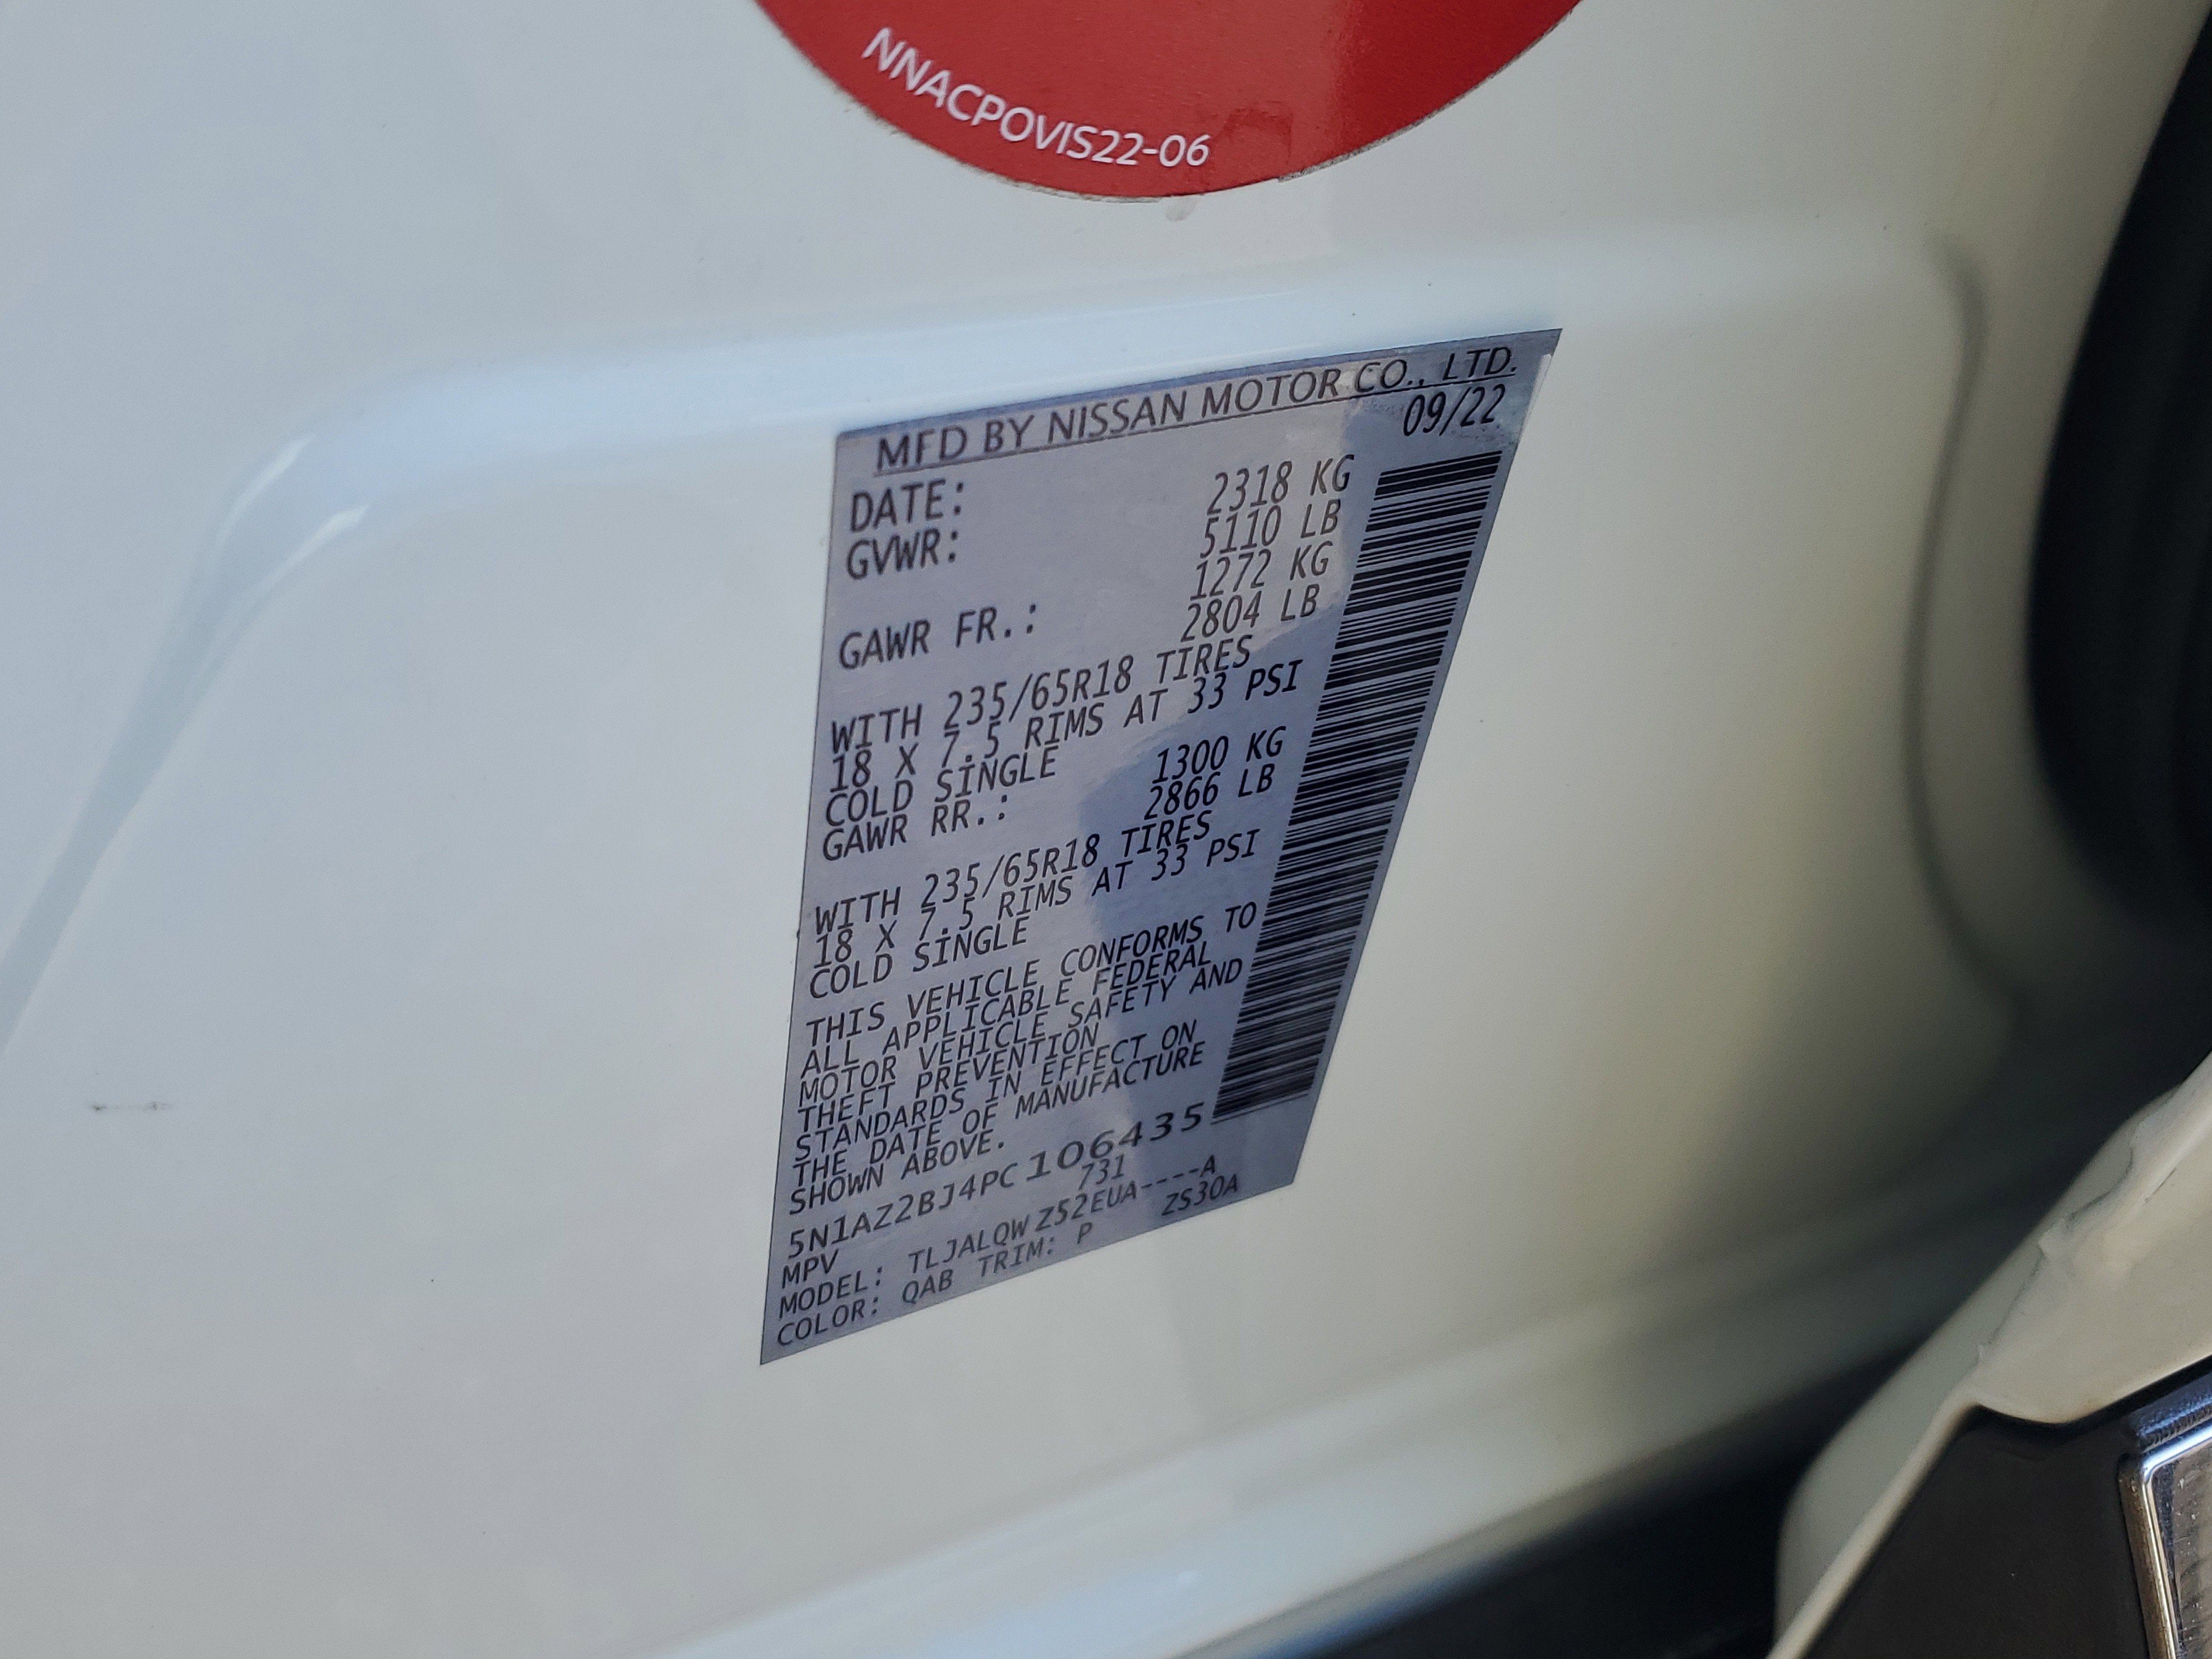 NNACPOVIS22-06
MFD BY NISSAN MOTOR CO., LTD.
DATE: 09/22
GVWR: 2318 KG
5110 LB
GAWR FR.: 1272 KG
2804 LB
WITH 235/65R18 TIRES
18 X 7.5 RIMS AT 33 PSI
COLD SINGLE
GAWR RR.: 1300 KG
2866 LB
WITH 235/65R18 TIRES
18 X 7.5 RIMS AT 33 PSI
COLD SINGLE
THIS VEHICLE CONFORMS TO
ALL APPLICABLE FEDERAL
MOTOR VEHICLE SAFETY AND
THEFT PREVENTION
STANDARDS IN EFFECT ON
THE DATE OF MANUFACTURE
SHOWN ABOVE.
5N1AZ2BJ4PC106435
MPV 731
MODEL: TLJALQWZ52EUA----A
COLOR: QAB TRIM: P ZS30A